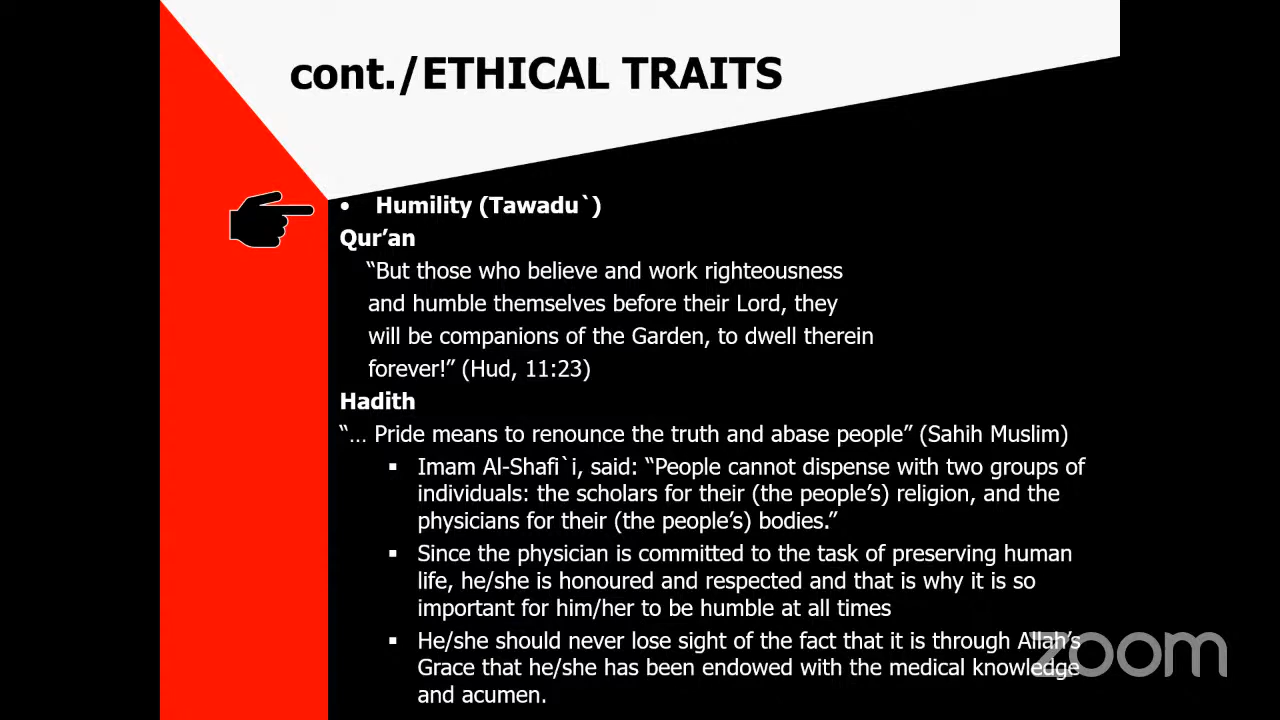 cont./ETHICAL TRAITS
• Humility (Tawadu`)
Qur’an
“But those who believe and work righteousness
and humble themselves before their Lord, they
will be companions of the Garden, to dwell therein
forever!” (Hud, 11:23)
Hadith
“… Pride means to renounce the truth and abase people” (Sahih Muslim)
▪ Imam Al-Shafi`i, said: “People cannot dispense with two groups of
individuals: the scholars for their (the people’s) religion, and the
physicians for their (the people’s) bodies.”
▪ Since the physician is committed to the task of preserving human
life, he/she is honoured and respected and that is why it is so
important for him/her to be humble at all times
▪ He/she should never lose sight of the fact that it is through Allah’s
Grace that he/she has been endowed with the medical knowledge
and acumen.
zoom